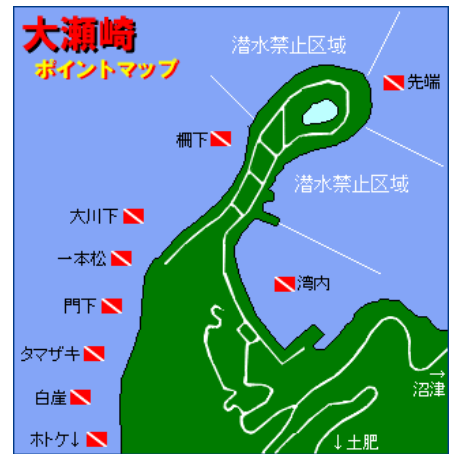 大瀬崎
ポイントマップ
潜水禁止区域
先端
柵下
潜水禁止区域
大川下
一本松
湾内
門下
タマザキ
→
沼津
白崖
ホトケ↓
↓土肥